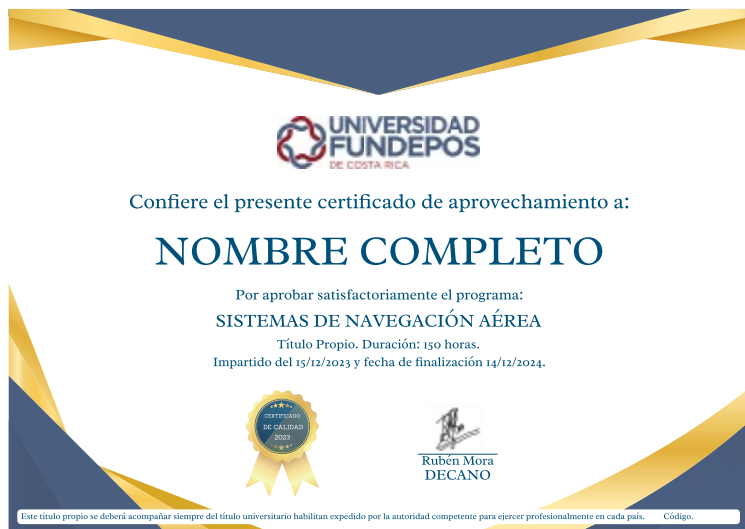 UNIVERSIDAD
FUNDEPOS
DE COSTA RICA
Confiere el presente certificado de aprovechamiento a:
NOMBRE COMPLETO
Por aprobar satisfactoriamente el programa:
SISTEMAS DE NAVEGACIÓN AÉREA
Título Propio. Duración: 150 horas.
Impartido del 15/12/2023 y fecha de finalización 14/12/2024.
CERTIFICADO
DE CALIDAD
2023
Rubén Mora
DECANO
Este título propio se deberá acompañar siempre del título universitario habilitan expedido por la autoridad competente para ejercer profesionalmente en cada país. Código.